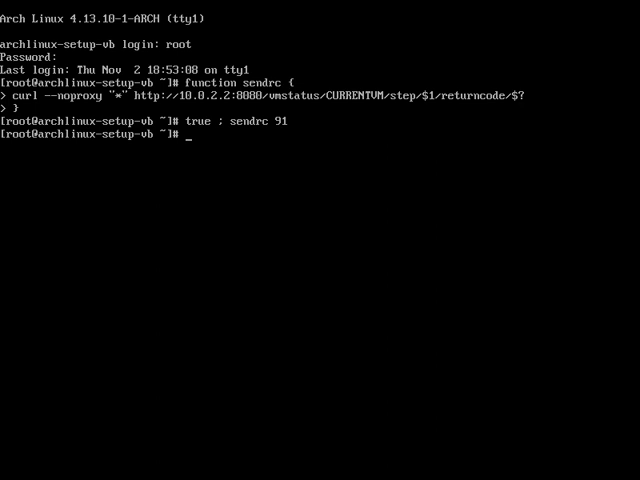 Arch Linux 4.13.10-1-ARCH (tty1)
archlinux-setup-vb login: root
Password:
Last login: Thu Nov  2 18:53:08 on tty1
[root@archlinux-setup-vb ~]# function sendrc {
> curl --noproxy "*" http://10.0.2.2:8080/vmstatus/CURRENTVM/step/$1/returncode/$?
> }
[root@archlinux-setup-vb ~]# true ; sendrc 91
[root@archlinux-setup-vb ~]# _